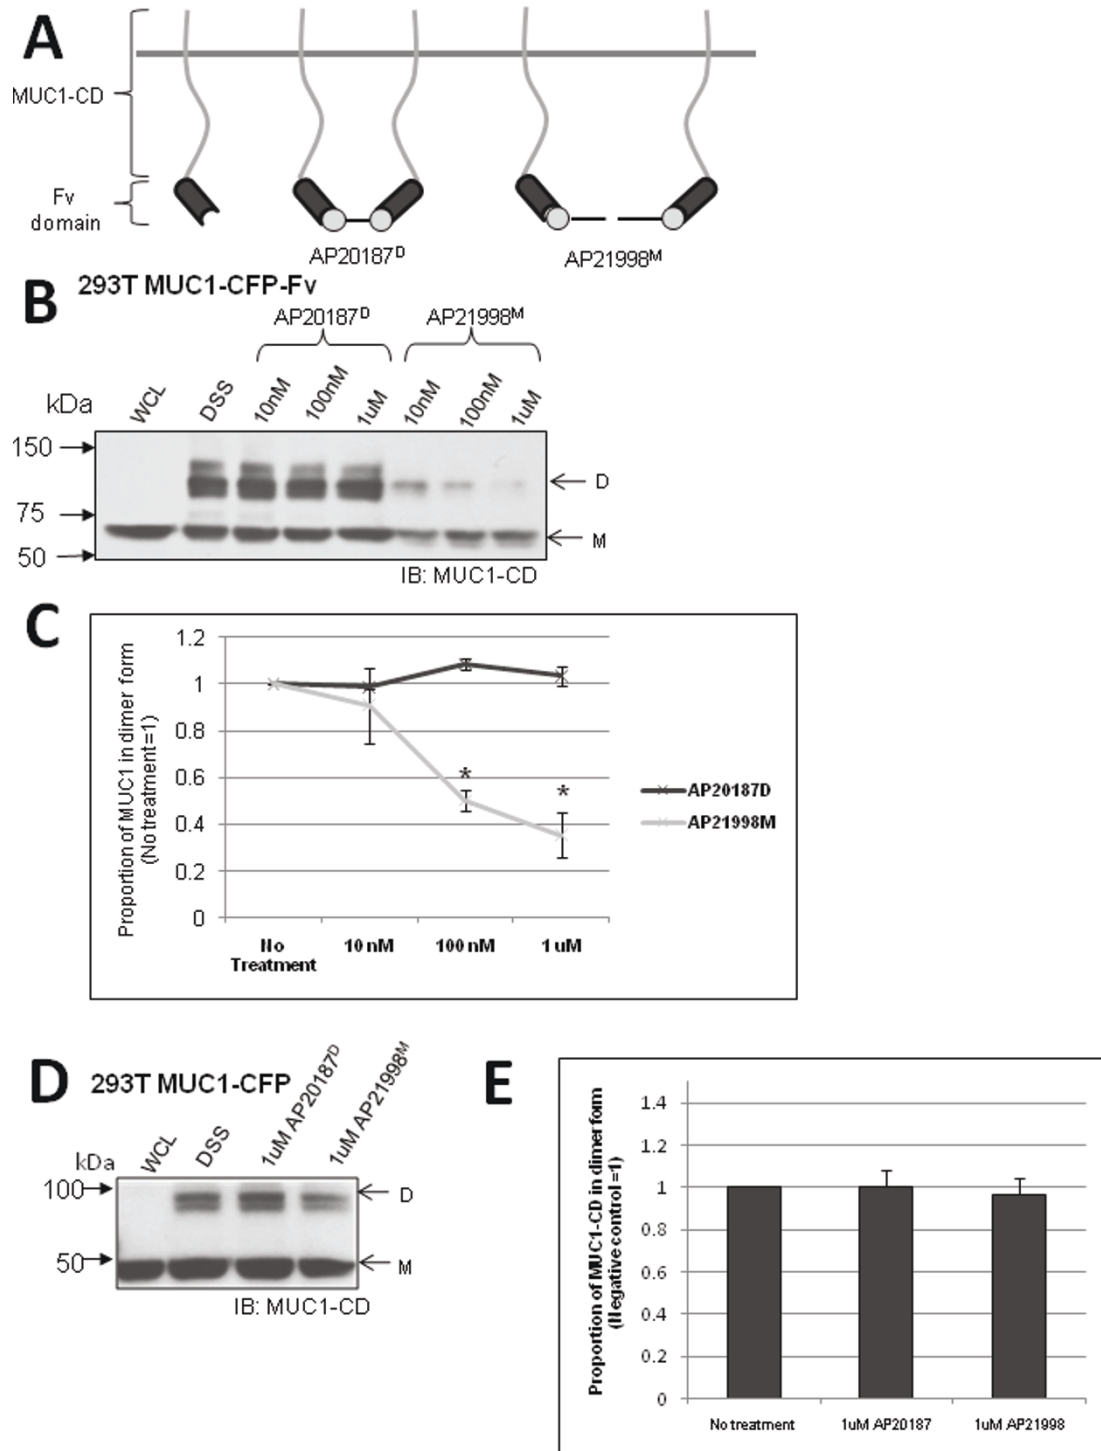 A
MUC1-CD
Fv
domain
AP20187D
AP21998M
B
293T MUC1-CFP-Fv
AP20187D
AP21998M
kDa
WCL
DSS
10nM
100nM
1uM
10nM
100nM
1uM
150
75
50
D
M
IB: MUC1-CD
C
Proportion of MUC1 in dimer form
(No treatment=1)
1.2
1
0.8
0.6
0.4
0.2
0
*
*
No
Treatment
10 nM
100 nM
1 uM
AP20187D
AP21998M
D
293T MUC1-CFP
kDa
WCL
DSS
1uM AP20187D
1uM AP21998M
100
50
D
M
IB: MUC1-CD
E
Proportion of MUC1-CD in dimer form
(Negative control =1)
1.4
1.2
1
0.8
0.6
0.4
0.2
0
No treatment
1uM AP20187
1uM AP21998